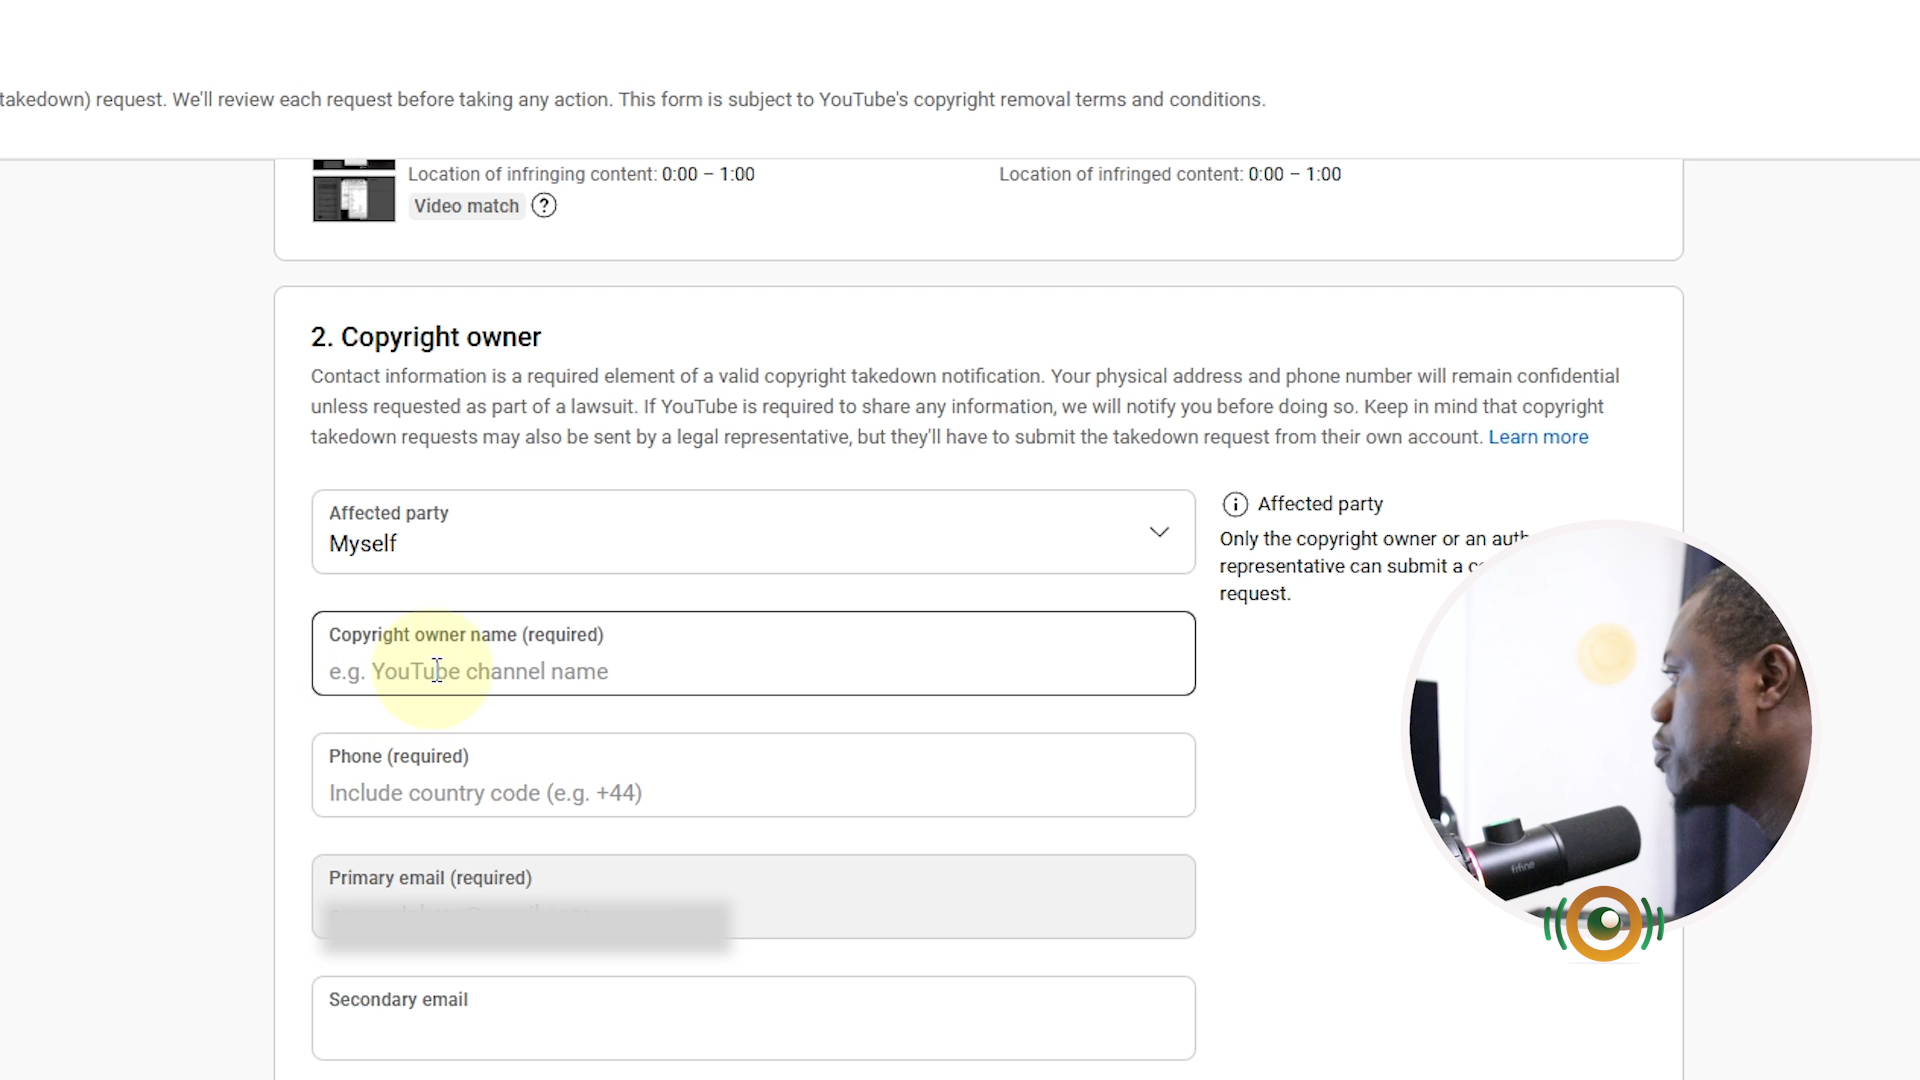 takedown) request. We'll review each request before taking any action. This form is subject to YouTube's copyright removal terms and conditions.
Location of infringing content: 0:00 – 1:00
Location of infringed content: 0:00 – 1:00
Video match ?
2. Copyright owner
Contact information is a required element of a valid copyright takedown notification. Your physical address and phone number will remain confidential
unless requested as part of a lawsuit. If YouTube is required to share any information, we will notify you before doing so. Keep in mind that copyright
takedown requests may also be sent by a legal representative, but they'll have to submit the takedown request from their own account. Learn more
Affected party
Myself
Affected party
Only the copyright owner or an
representative can submit a
request.
Copyright owner name (required)
e.g. YouTube channel name
Phone (required)
Include country code (e.g. +44)
Primary email (required)
Secondary email
fifine